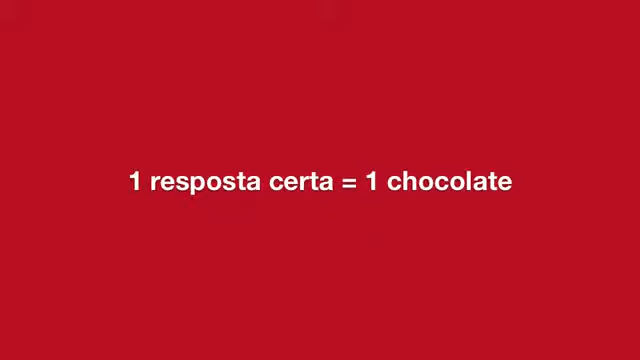 1 resposta certa = 1 chocolate